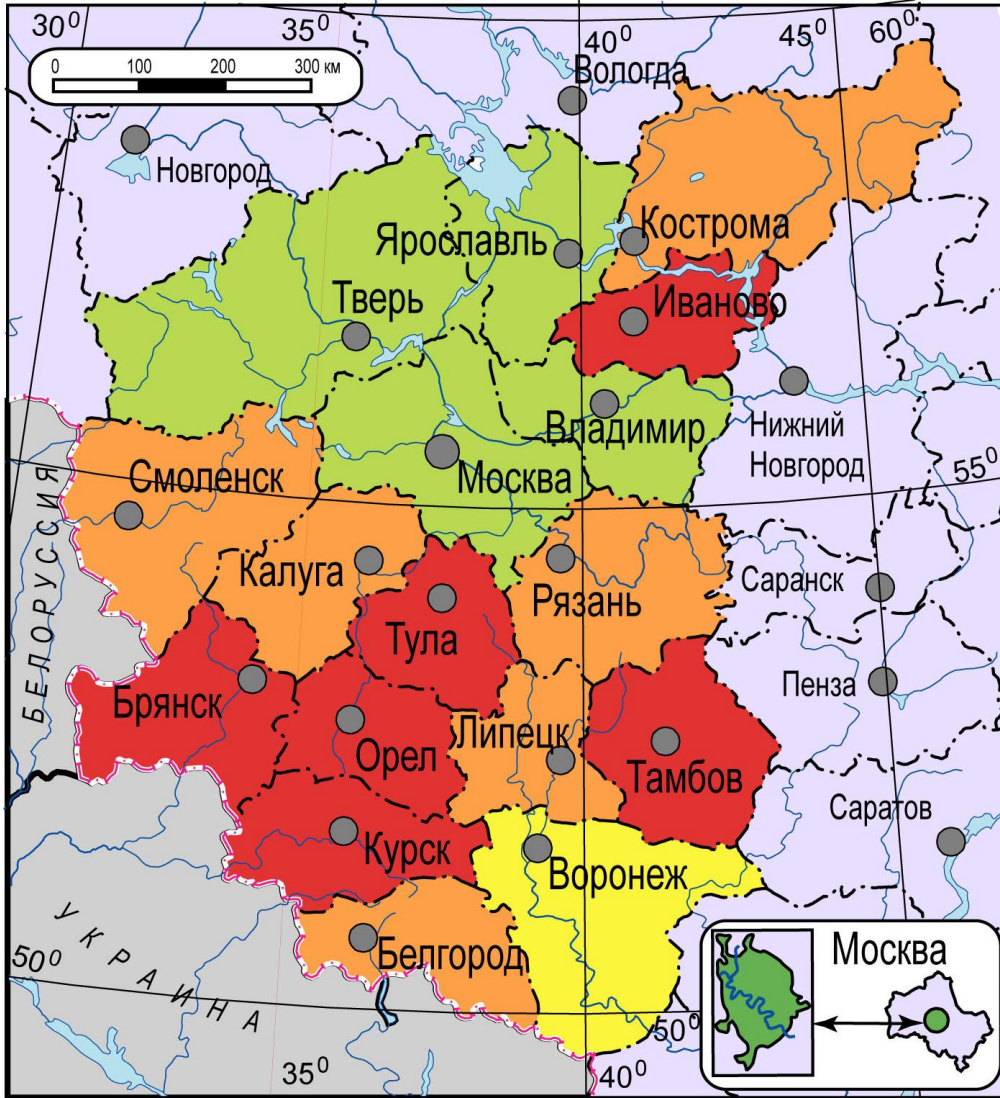 30⁰
35⁰
40⁰
45⁰
60⁰
0 100 200 300 км
Вологда
Новгород
Кострома
Ярославль
Иваново
Тверь
Владимир
Нижний
Новгород
Смоленск
Москва
55⁰
БЕЛОРУССИЯ
Калуга
Рязань
Саранск
Тула
Брянск
Пенза
Орел
Липецк
Тамбов
Саратов
Курск
Воронеж
УКРАИНА
Белгород
Москва
50⁰
50⁰
35⁰
40⁰